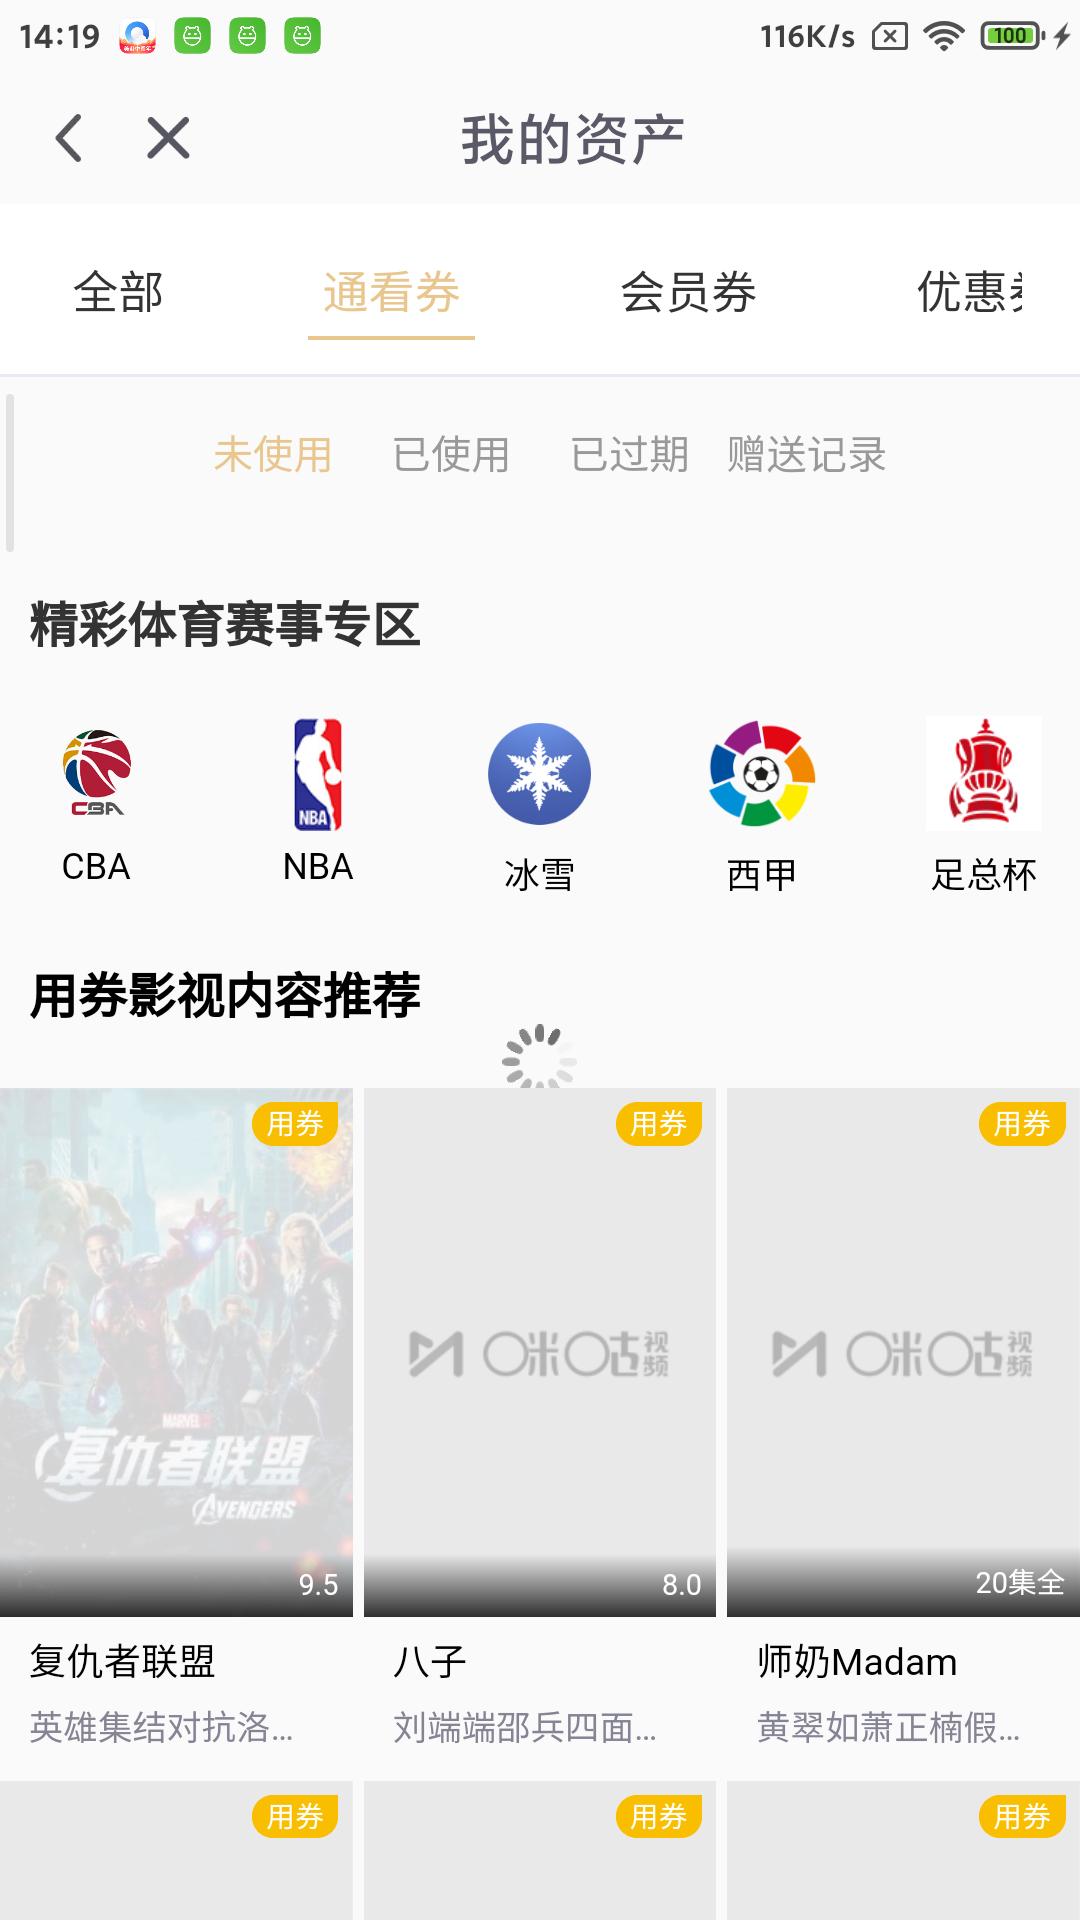 14:19
116K/s
100
我的资产
全部 通看券 会员券 优惠
未使用 已使用 已过期 赠送记录
精彩体育赛事专区
CBA
NBA
CBA NBA 冰雪 西甲 足总杯
用券影视内容推荐
用券 用券 用券
咪咕视频 咪咕视频
MARVEL
复仇者联盟
AVENGERS
9.5 8.0 20集全
复仇者联盟 八子 师奶Madam
英雄集结对抗洛... 刘端端邵兵四面... 黄翠如萧正楠假...
用券 用券 用券